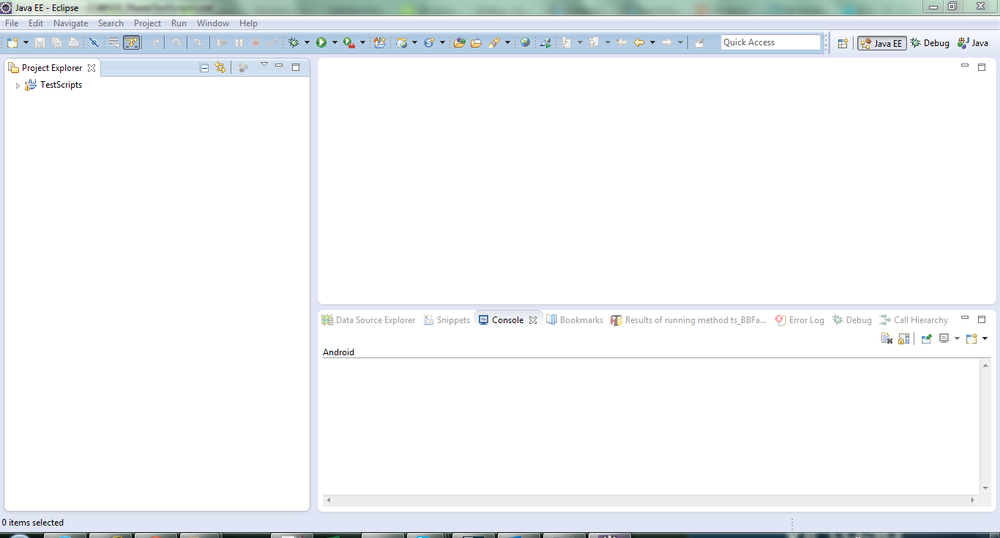 Java EE - Eclipse
File Edit Navigate Search Project Run Window Help
Quick Access
Java EE Debug Java
Project Explorer
TestScripts
Data Source Explorer Snippets Console Bookmarks Results of running method ts_BBFa... Error Log Debug Call Hierarchy
Android
0 items selected